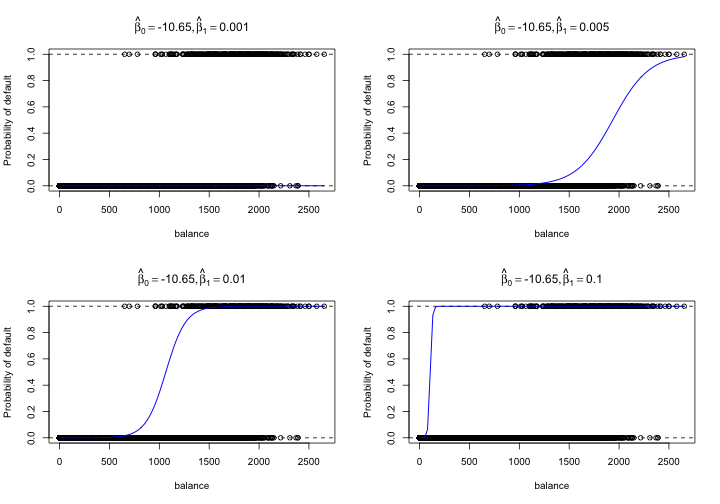 β̂₀ = -10.65, β̂₁ = 0.001
Probability of default
0.0 0.2 0.4 0.6 0.8 1.0
0 500 1000 1500 2000 2500
balance
β̂₀ = -10.65, β̂₁ = 0.005
Probability of default
0.0 0.2 0.4 0.6 0.8 1.0
0 500 1000 1500 2000 2500
balance
β̂₀ = -10.65, β̂₁ = 0.01
Probability of default
0.0 0.2 0.4 0.6 0.8 1.0
0 500 1000 1500 2000 2500
balance
β̂₀ = -10.65, β̂₁ = 0.1
Probability of default
0.0 0.2 0.4 0.6 0.8 1.0
0 500 1000 1500 2000 2500
balance